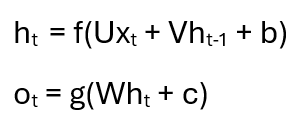 hₜ = f(Uxₜ + Vhₜ₋₁ + b)
oₜ = g(Whₜ + c)